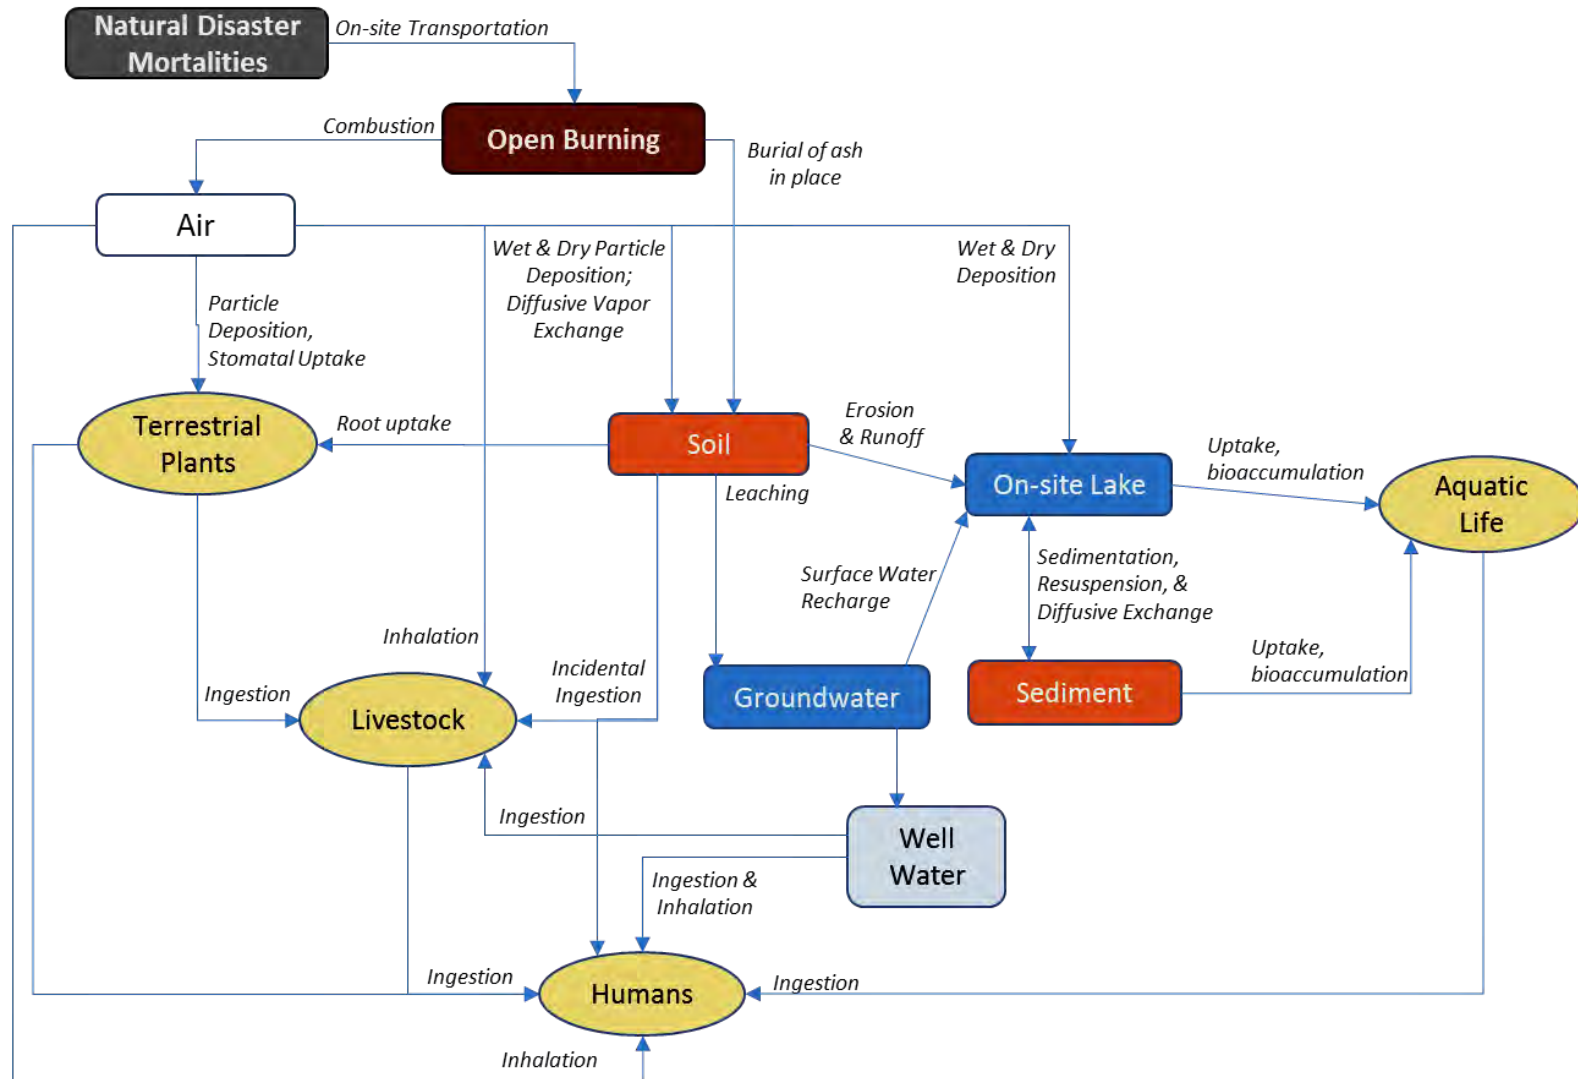 Natural Disaster
Mortalities
On-site Transportation
Combustion
Open Burning
Burial of ash
in place
Air
Wet & Dry Particle
Deposition;
Diffusive Vapor
Exchange
Wet & Dry
Deposition
Particle
Deposition,
Stomatal Uptake
Terrestrial
Plants
Root uptake
Soil
Erosion
& Runoff
Leaching
On-site Lake
Uptake,
bioaccumulation
Aquatic
Life
Surface Water
Recharge
Sedimentation,
Resuspension, &
Diffusive Exchange
Inhalation
Incidental
Ingestion
Ingestion
Livestock
Groundwater
Sediment
Uptake,
bioaccumulation
Ingestion
Well
Water
Ingestion &
Inhalation
Ingestion
Humans
Ingestion
Inhalation